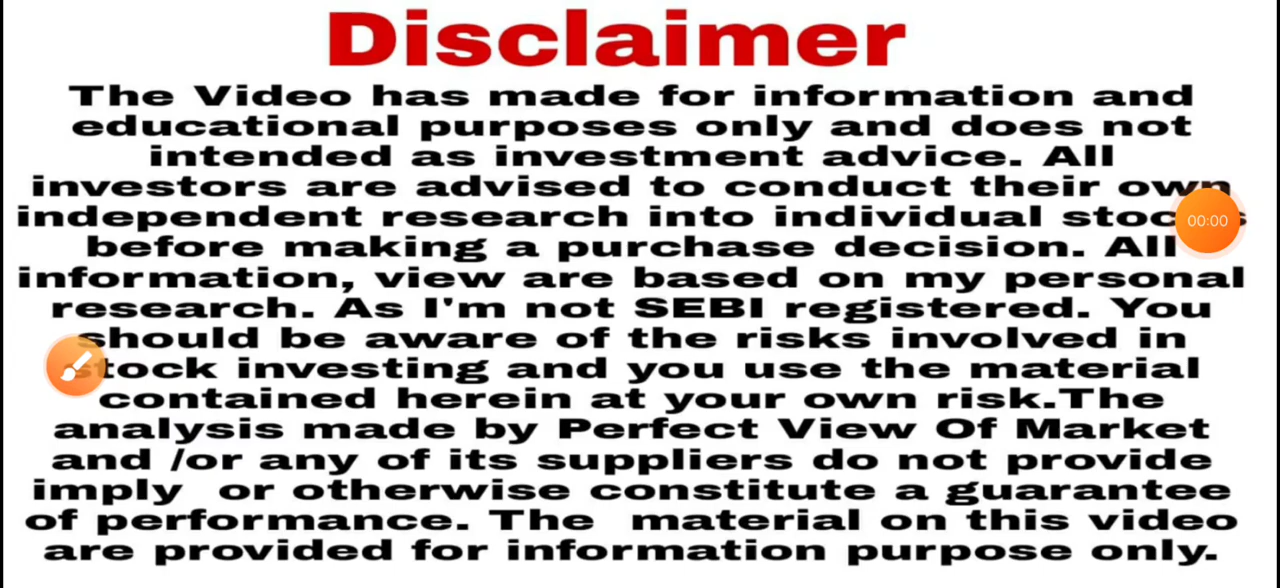 Disclaimer
The Video has made for information and
educational purposes only and does not
intended as investment advice. All
investors are advised to conduct their own
independent research into individual stocks
before making a purchase decision. All
information, view are based on my personal
research. As I'm not SEBI registered. You
should be aware of the risks involved in
stock investing and you use the material
contained herein at your own risk.The
analysis made by Perfect View Of Market
and /or any of its suppliers do not provide
imply or otherwise constitute a guarantee
of performance. The material on this video
are provided for information purpose only.
00:00